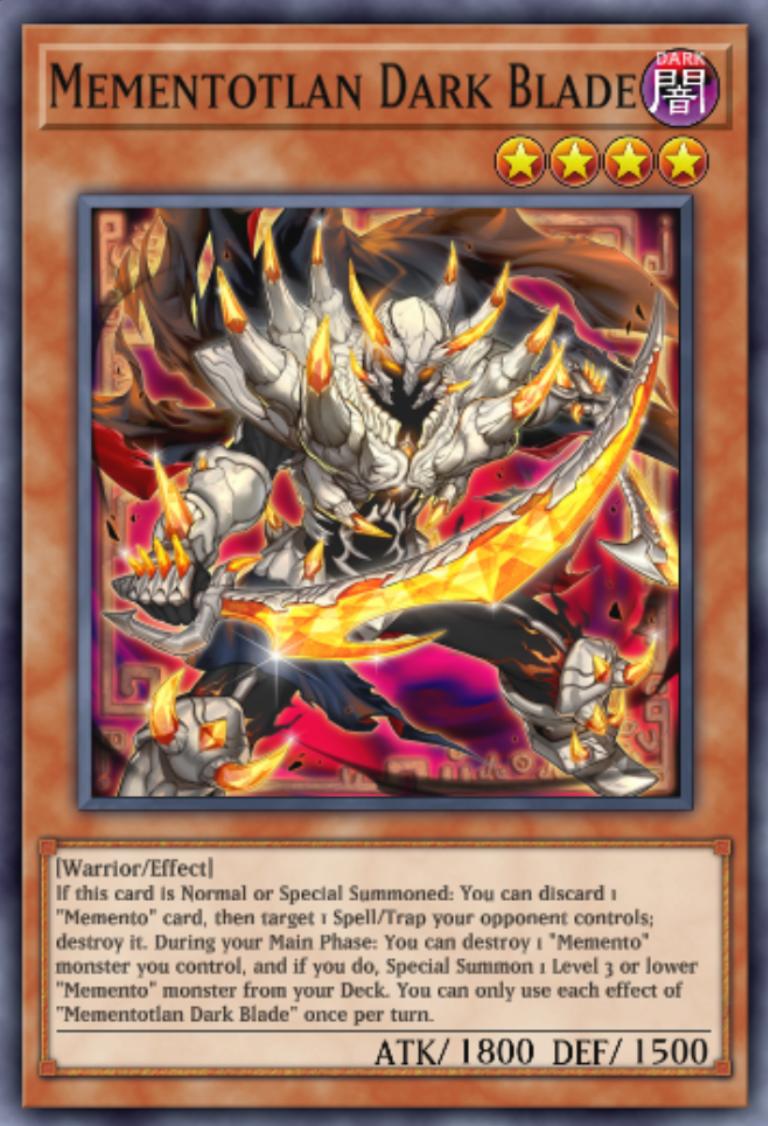 MEMENTOTLAN DARK BLADE
DARK
闇
[Warrior/Effect]
If this card is Normal or Special Summoned: You can discard 1
"Memento" card, then target 1 Spell/Trap your opponent controls;
destroy it. During your Main Phase: You can destroy 1 "Memento"
monster you control, and if you do, Special Summon 1 Level 3 or lower
"Memento" monster from your Deck. You can only use each effect of
"Mementotlan Dark Blade" once per turn.
ATK/ 1800 DEF/ 1500